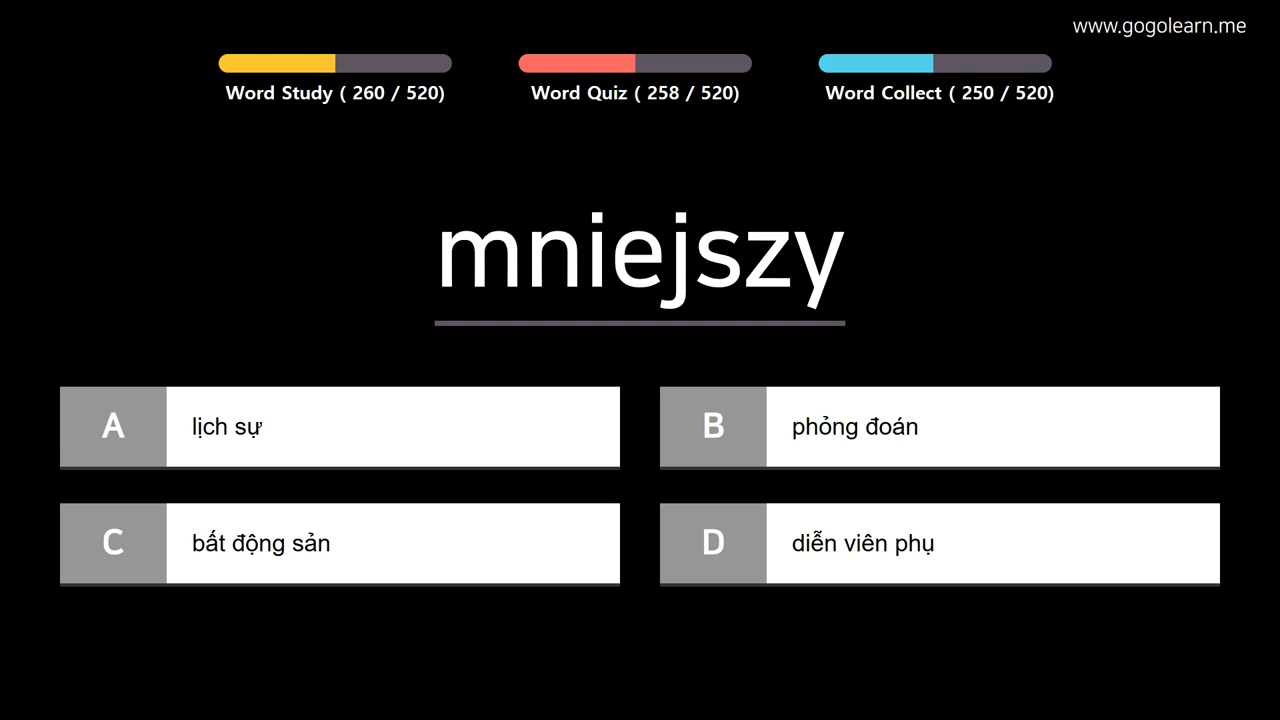 www.gogolearn.me
Word Study ( 260 / 520)
Word Quiz ( 258 / 520)
Word Collect ( 250 / 520)
mniejszy
A
lịch sự
B
phỏng đoán
C
bất động sản
D
diễn viên phụ